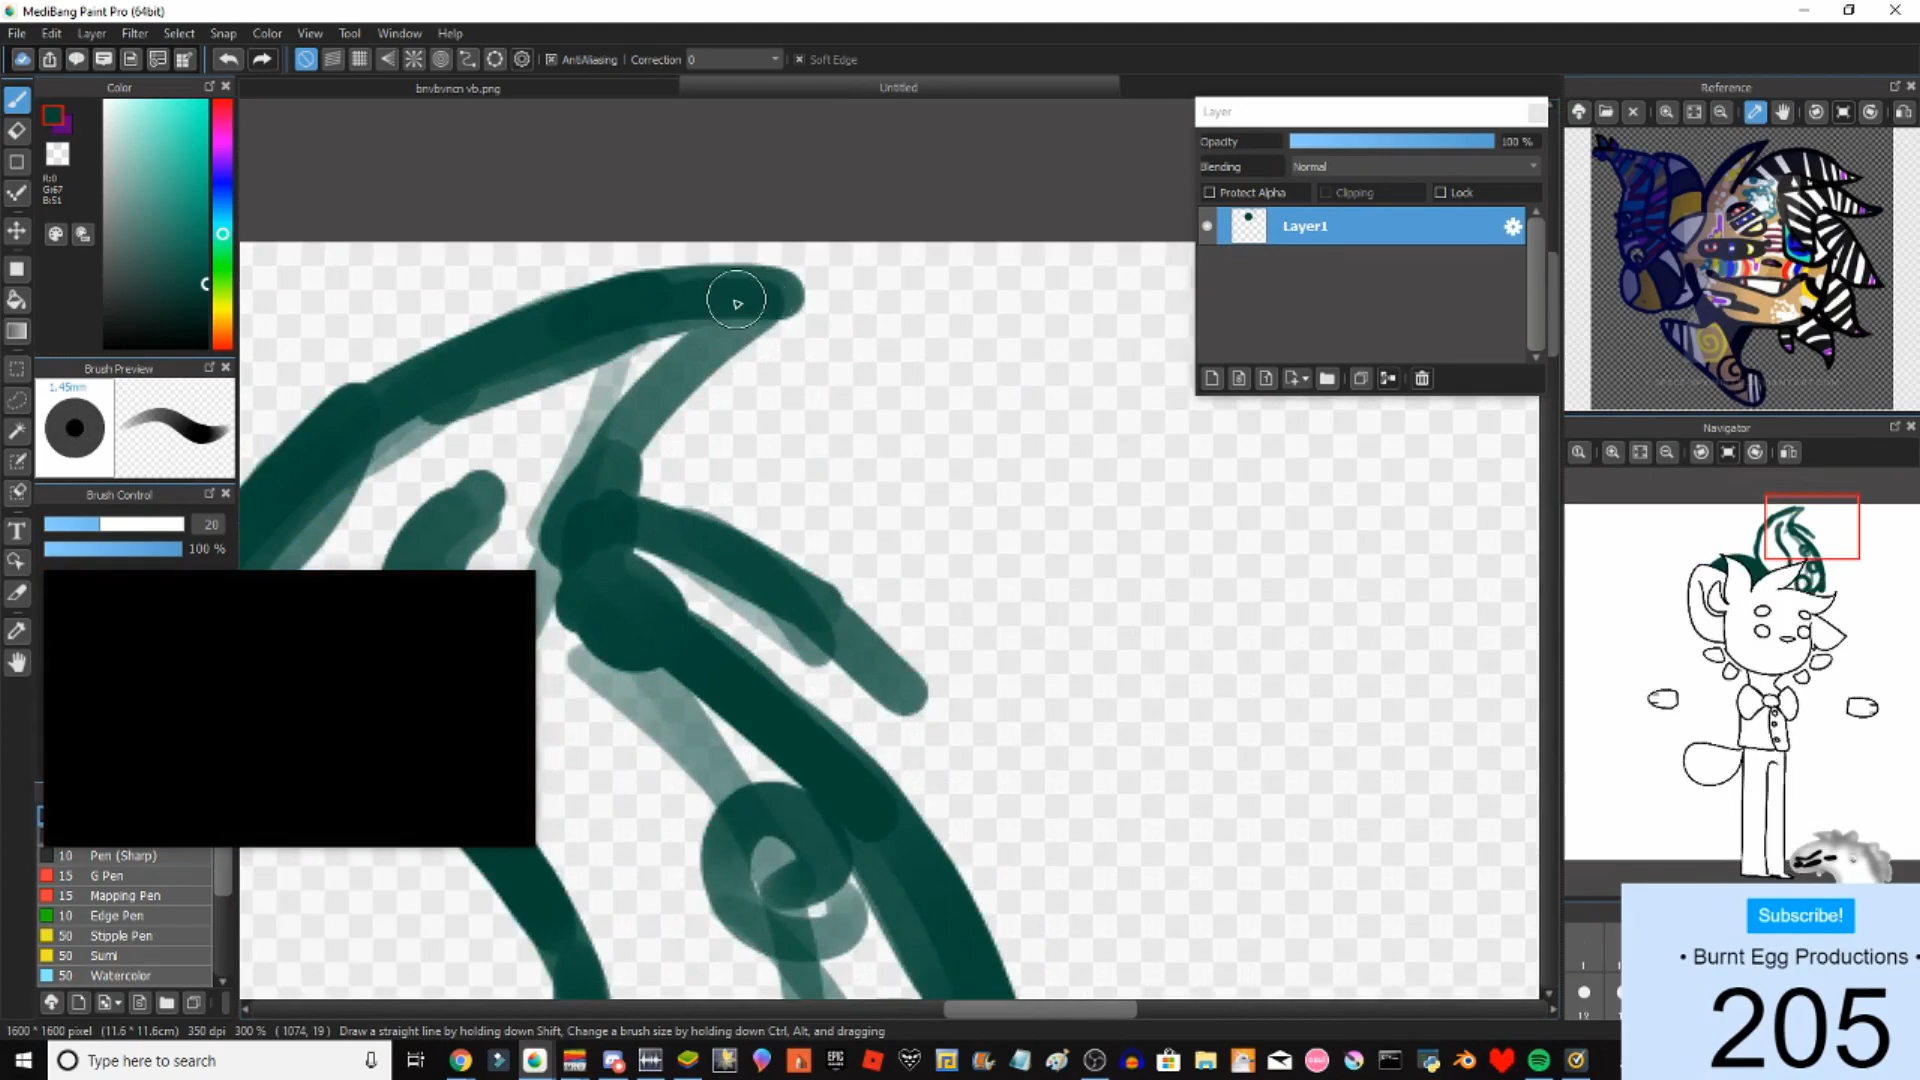 MediBang Paint Pro (64bit)
File Edit Layer Filter Select Snap Color View Tool Window Help
AntiAliasing Correction 0 Soft Edge
Color
bnvbvncn vb.png
Untitled
Reference
Layer
Opacity 100 %
Blending Normal
Protect Alpha Clipping Lock
Layer1
R:0
G:67
B:51
Brush Preview
1.45mm
Navigator
Brush Control
20
100 %
10 Pen (Sharp)
15 G Pen
15 Mapping Pen
10 Edge Pen
50 Stipple Pen
50 Sumi
50 Watercolor
Subscribe!
• Burnt Egg Productions •
205
1600 * 1600 pixel (11.6 * 11.6cm) 350 dpi 300 % ( 1074, 19 ) Draw a straight line by holding down Shift, Change a brush size by holding down Ctrl, Alt, and dragging
Type here to search